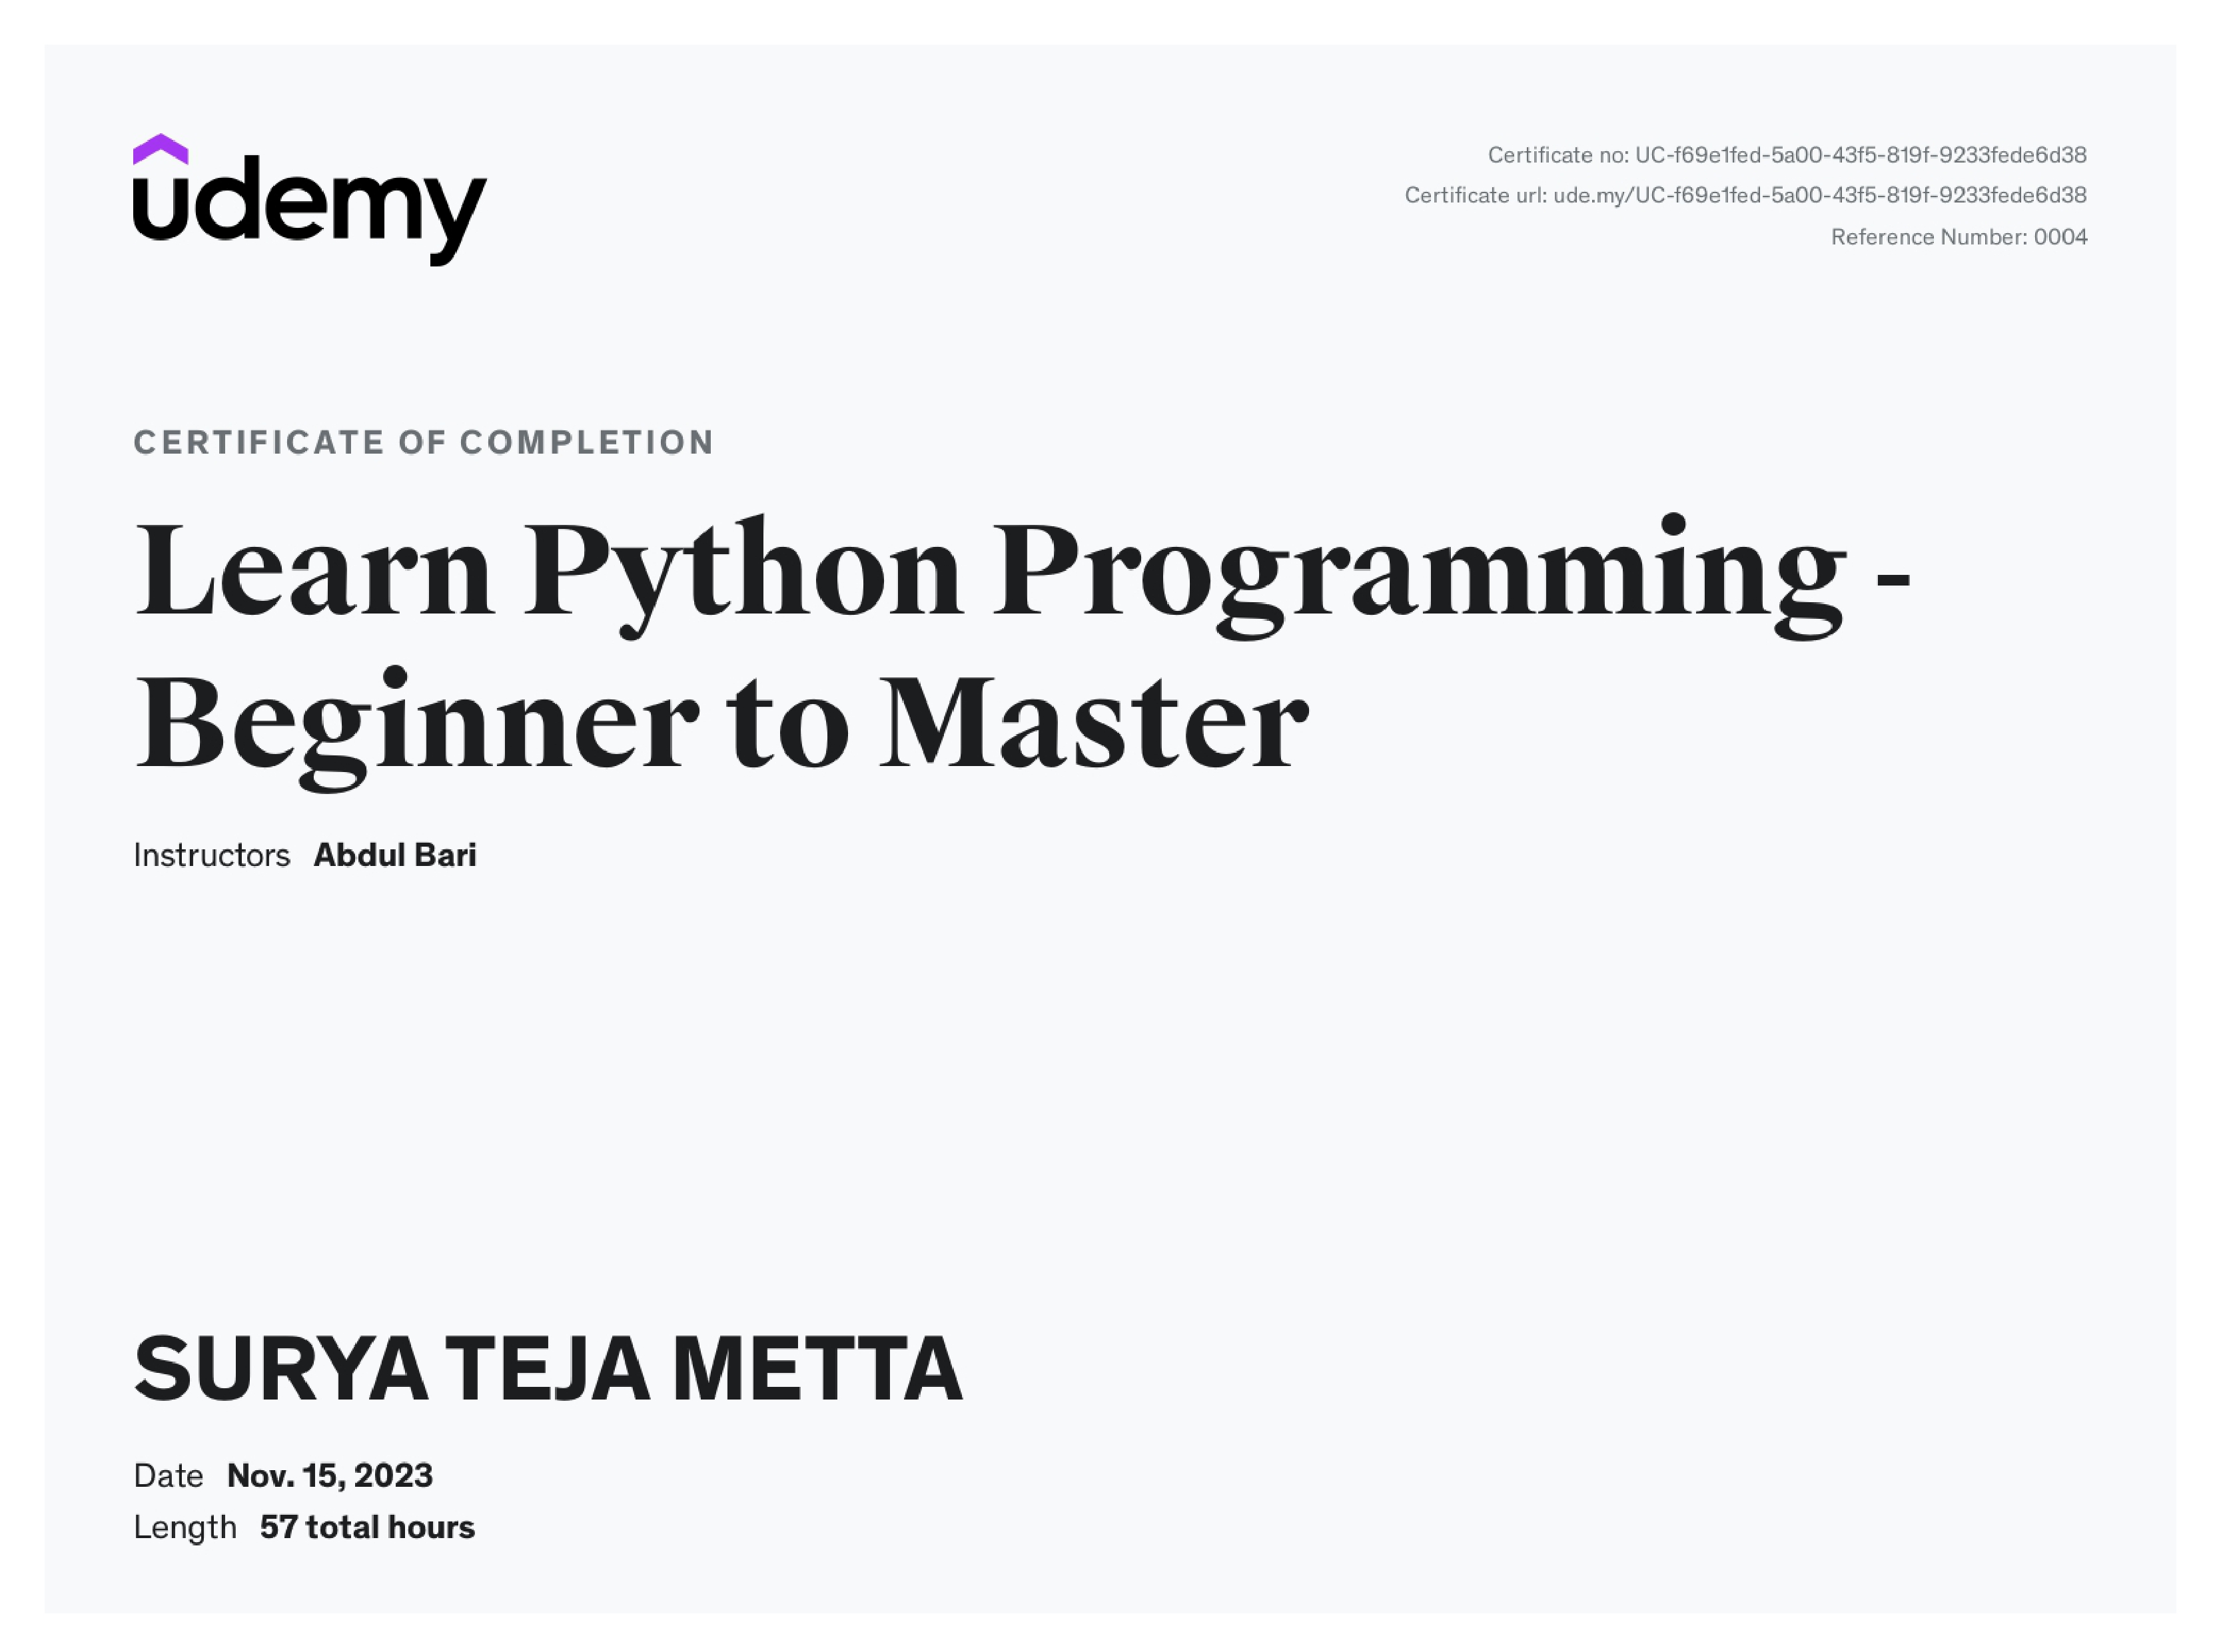 udemy
Certificate no: UC-f69e1fed-5a00-43f5-819f-9233fede6d38
Certificate url: ude.my/UC-f69e1fed-5a00-43f5-819f-9233fede6d38
Reference Number: 0004
CERTIFICATE OF COMPLETION
Learn Python Programming -
Beginner to Master
Instructors Abdul Bari
SURYA TEJA METTA
Date Nov. 15, 2023
Length 57 total hours